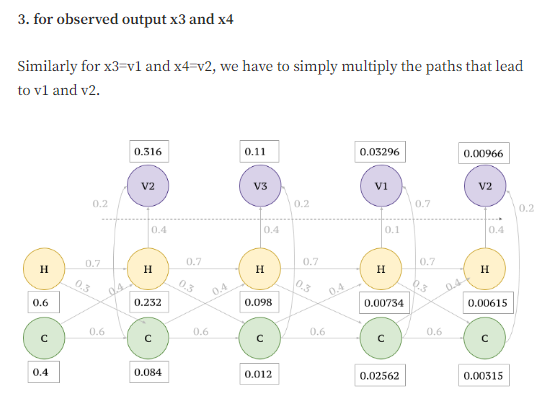 3. for observed output x3 and x4
Similarly for x3=v1 and x4=v2, we have to simply multiply the paths that lead
to v1 and v2.
0.316 0.11 0.03296 0.00966
V2 V3 V1 V2
0.2 0.2 0.7 0.2
0.4 0.4 0.1 0.4
H 0.7 H 0.7 H 0.7 H 0.7 H
0.3 0.4 0.3 0.4 0.3 0.4 0.3 0.4
0.6 0.232 0.098 0.00734 0.00615
C 0.6 C 0.6 C 0.6 C 0.6 C
0.4 0.084 0.012 0.02562 0.00315